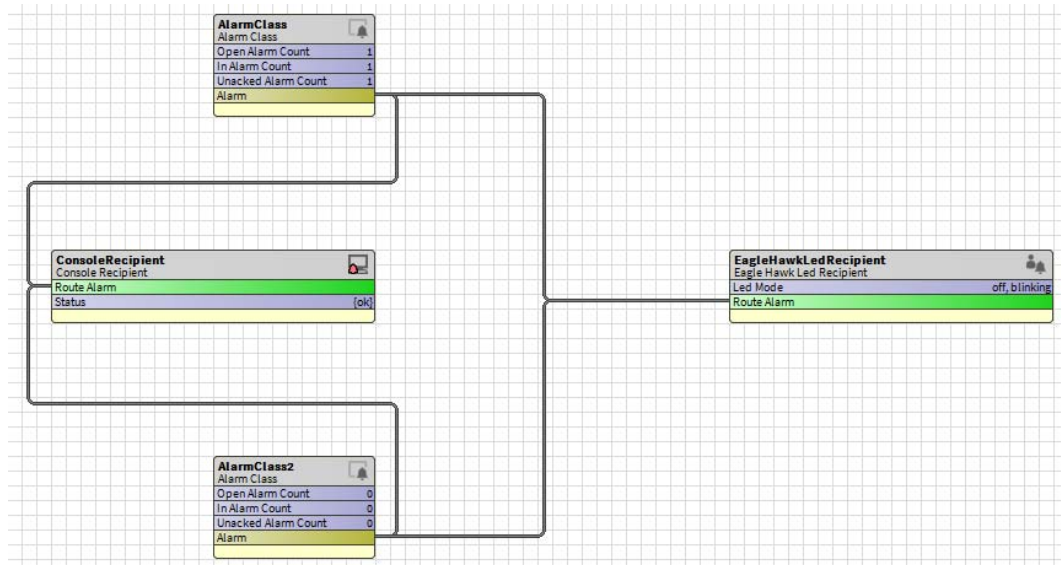 AlarmClass
Alarm Class
Open Alarm Count 1
In Alarm Count 1
Unacked Alarm Count 1
Alarm
ConsoleRecipient
Console Recipient
Route Alarm
Status {ok}
EagleHawkLedRecipient
Eagle Hawk Led Recipient
Led Mode off, blinking
Route Alarm
AlarmClass2
Alarm Class
Open Alarm Count 0
In Alarm Count 0
Unacked Alarm Count 0
Alarm